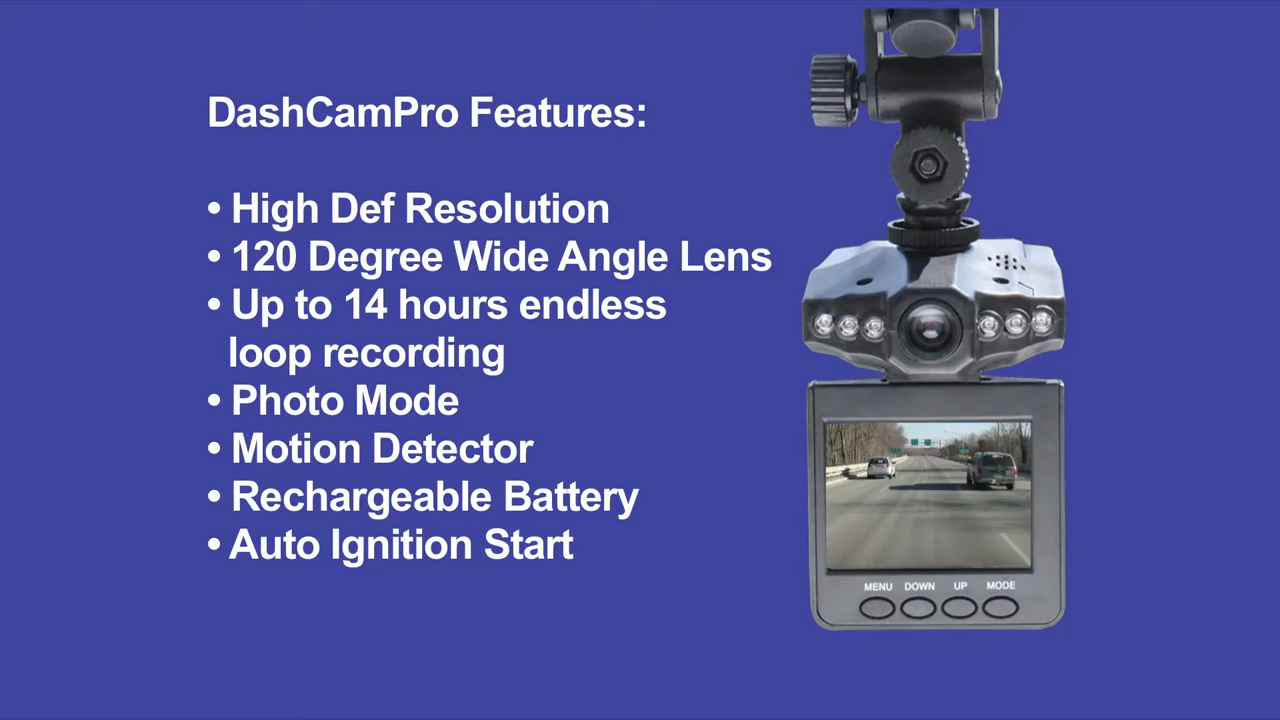 DashCamPro Features:
• High Def Resolution
• 120 Degree Wide Angle Lens
• Up to 14 hours endless
loop recording
• Photo Mode
• Motion Detector
• Rechargeable Battery
• Auto Ignition Start
MENU DOWN UP MODE